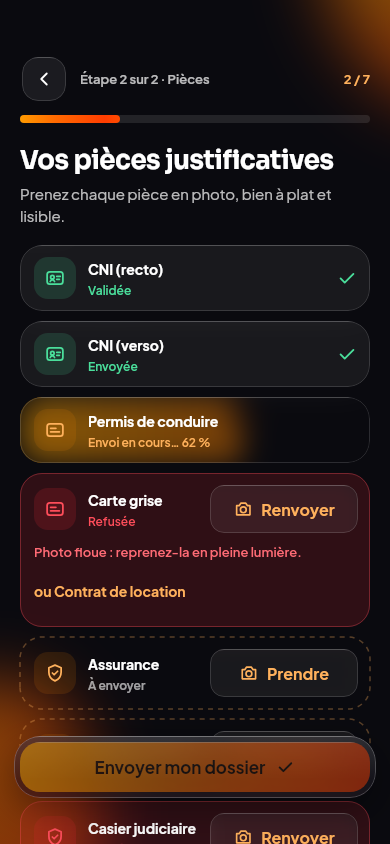 Étape 2 sur 2 · Pièces
2 / 7
Vos pièces justificatives
Prenez chaque pièce en photo, bien à plat et
lisible.
CNI (recto)
Validée
CNI (verso)
Envoyée
Permis de conduire
Envoi en cours… 62 %
Carte grise
Refusée
Renvoyer
Photo floue : reprenez-la en pleine lumière.
ou Contrat de location
Assurance
À envoyer
Prendre
Envoyer mon dossier
Casier judiciaire
Renvoyer